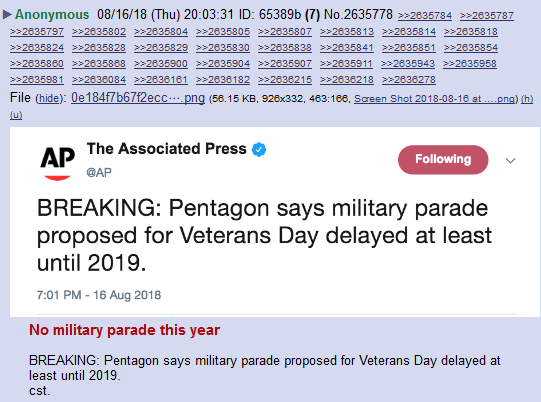 ▶ Anonymous 08/16/18 (Thu) 20:03:31 ID: 65389b (7) No.2635778 >>2635784 >>2635787
>>2635797 >>2635802 >>2635804 >>2635805 >>2635807 >>2635813 >>2635814 >>2635818
>>2635824 >>2635828 >>2635829 >>2635830 >>2635838 >>2635841 >>2635851 >>2635854
>>2635860 >>2635868 >>2635900 >>2635904 >>2635907 >>2635911 >>2635943 >>2635958
>>2635981 >>2636084 >>2636161 >>2636182 >>2636215 >>2636218 >>2636278
File (hide): 0e184f7b67f2ecc⋯.png (56.15 KB, 926x332, 463:166, Screen Shot 2018-08-16 at ….png) (h)
(u)
AP
The Associated Press
@AP
Following
BREAKING: Pentagon says military parade
proposed for Veterans Day delayed at least
until 2019.
7:01 PM - 16 Aug 2018
No military parade this year
BREAKING: Pentagon says military parade proposed for Veterans Day delayed at
least until 2019.
cst.